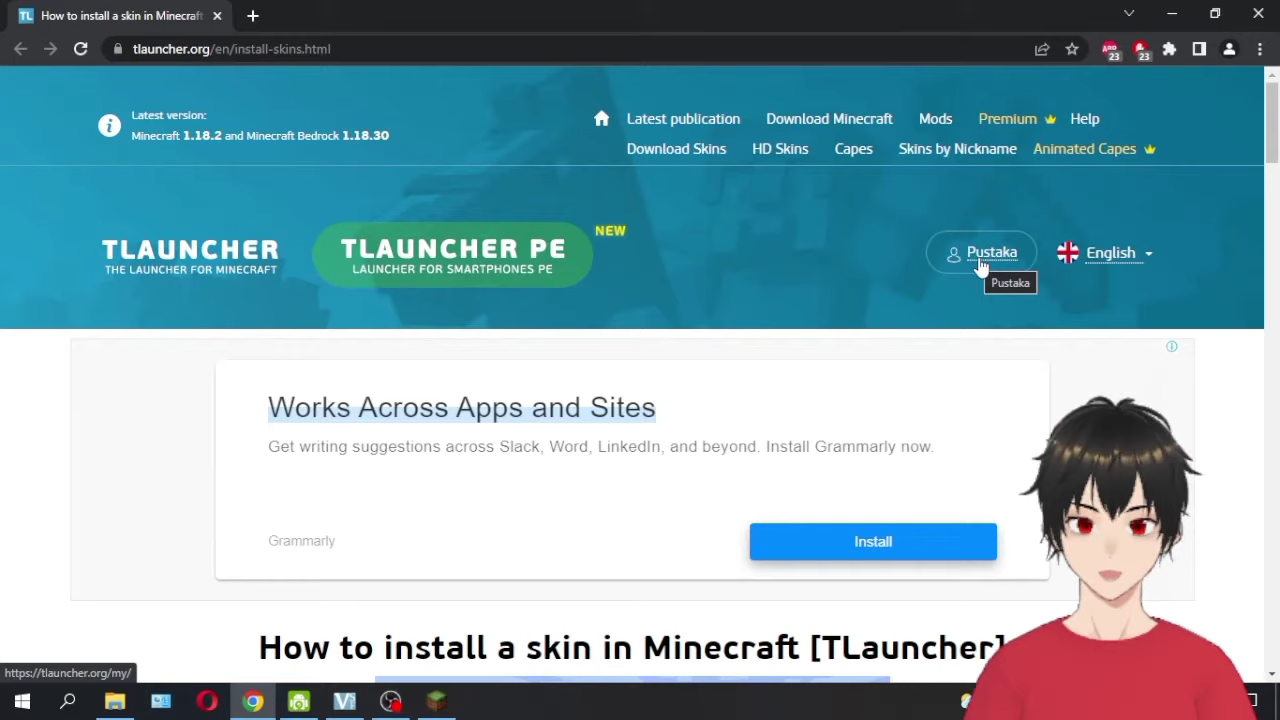 TL How to install a skin in Minecraft
tlauncher.org/en/install-skins.html
23
23
Latest version:
Minecraft 1.18.2 and Minecraft Bedrock 1.18.30
Latest publication Download Minecraft Mods Premium Help
Download Skins HD Skins Capes Skins by Nickname Animated Capes
TLAUNCHER
THE LAUNCHER FOR MINECRAFT
TLAUNCHER PE
LAUNCHER FOR SMARTPHONES PE
NEW
Pustaka
English
Pustaka
Works Across Apps and Sites
Get writing suggestions across Slack, Word, LinkedIn, and beyond. Install Grammarly now.
Grammarly
Install
How to install a skin in Minecraft [TLauncher]
https://tlauncher.org/my/